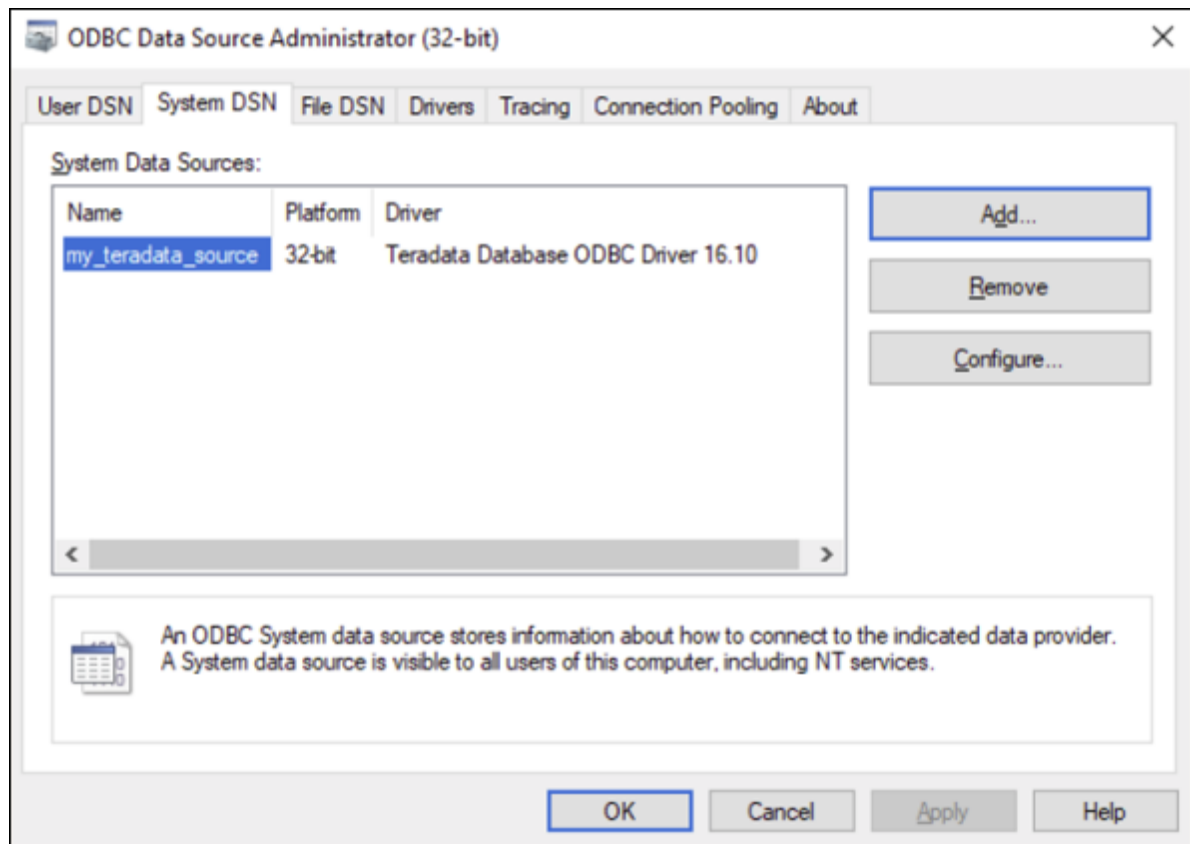 ODBC Data Source Administrator (32-bit)
User DSN System DSN File DSN Drivers Tracing Connection Pooling About
System Data Sources:
Name Platform Driver
my_teradata_source 32-bit Teradata Database ODBC Driver 16.10
Add...
Remove
Configure...
An ODBC System data source stores information about how to connect to the indicated data provider.
A System data source is visible to all users of this computer, including NT services.
OK Cancel Apply Help